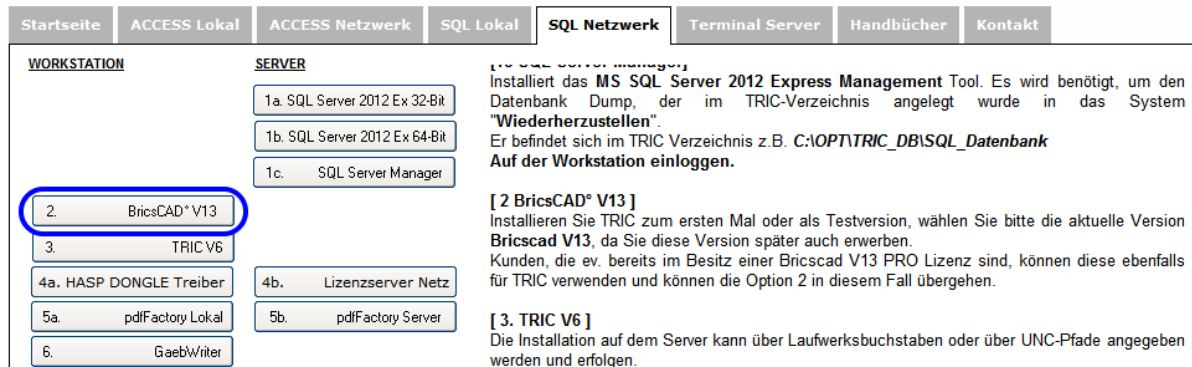 Startseite ACCESS Lokal ACCESS Netzwerk SQL Lokal SQL Netzwerk Terminal Server Handbücher Kontakt
WORKSTATION
2. BricsCAD° V13
3. TRIC V6
4a. HASP DONGLE Treiber
5a. pdfFactory Lokal
6. GaebWriter
SERVER
1a. SQL Server 2012 Ex 32-Bit
1b. SQL Server 2012 Ex 64-Bit
1c. SQL Server Manager
4b. Lizenzserver Netz
5b. pdfFactory Server
Installiert das MS SQL Server 2012 Express Management Tool. Es wird benötigt, um den
Datenbank Dump, der im TRIC-Verzeichnis angelegt wurde in das System
"Wiederherzustellen".
Er befindet sich im TRIC Verzeichnis z.B. C:\OPT\TRIC_DB\SQL_Datenbank
Auf der Workstation einloggen.
[ 2 BricsCAD° V13 ]
Installieren Sie TRIC zum ersten Mal oder als Testversion, wählen Sie bitte die aktuelle Version
Bricscad V13, da Sie diese Version später auch erwerben.
Kunden, die ev. bereits im Besitz einer Bricscad V13 PRO Lizenz sind, können diese ebenfalls
für TRIC verwenden und können die Option 2 in diesem Fall übergehen.
[ 3. TRIC V6 ]
Die Installation auf dem Server kann über Laufwerksbuchstaben oder über UNC-Pfade angegeben
werden und erfolgen.